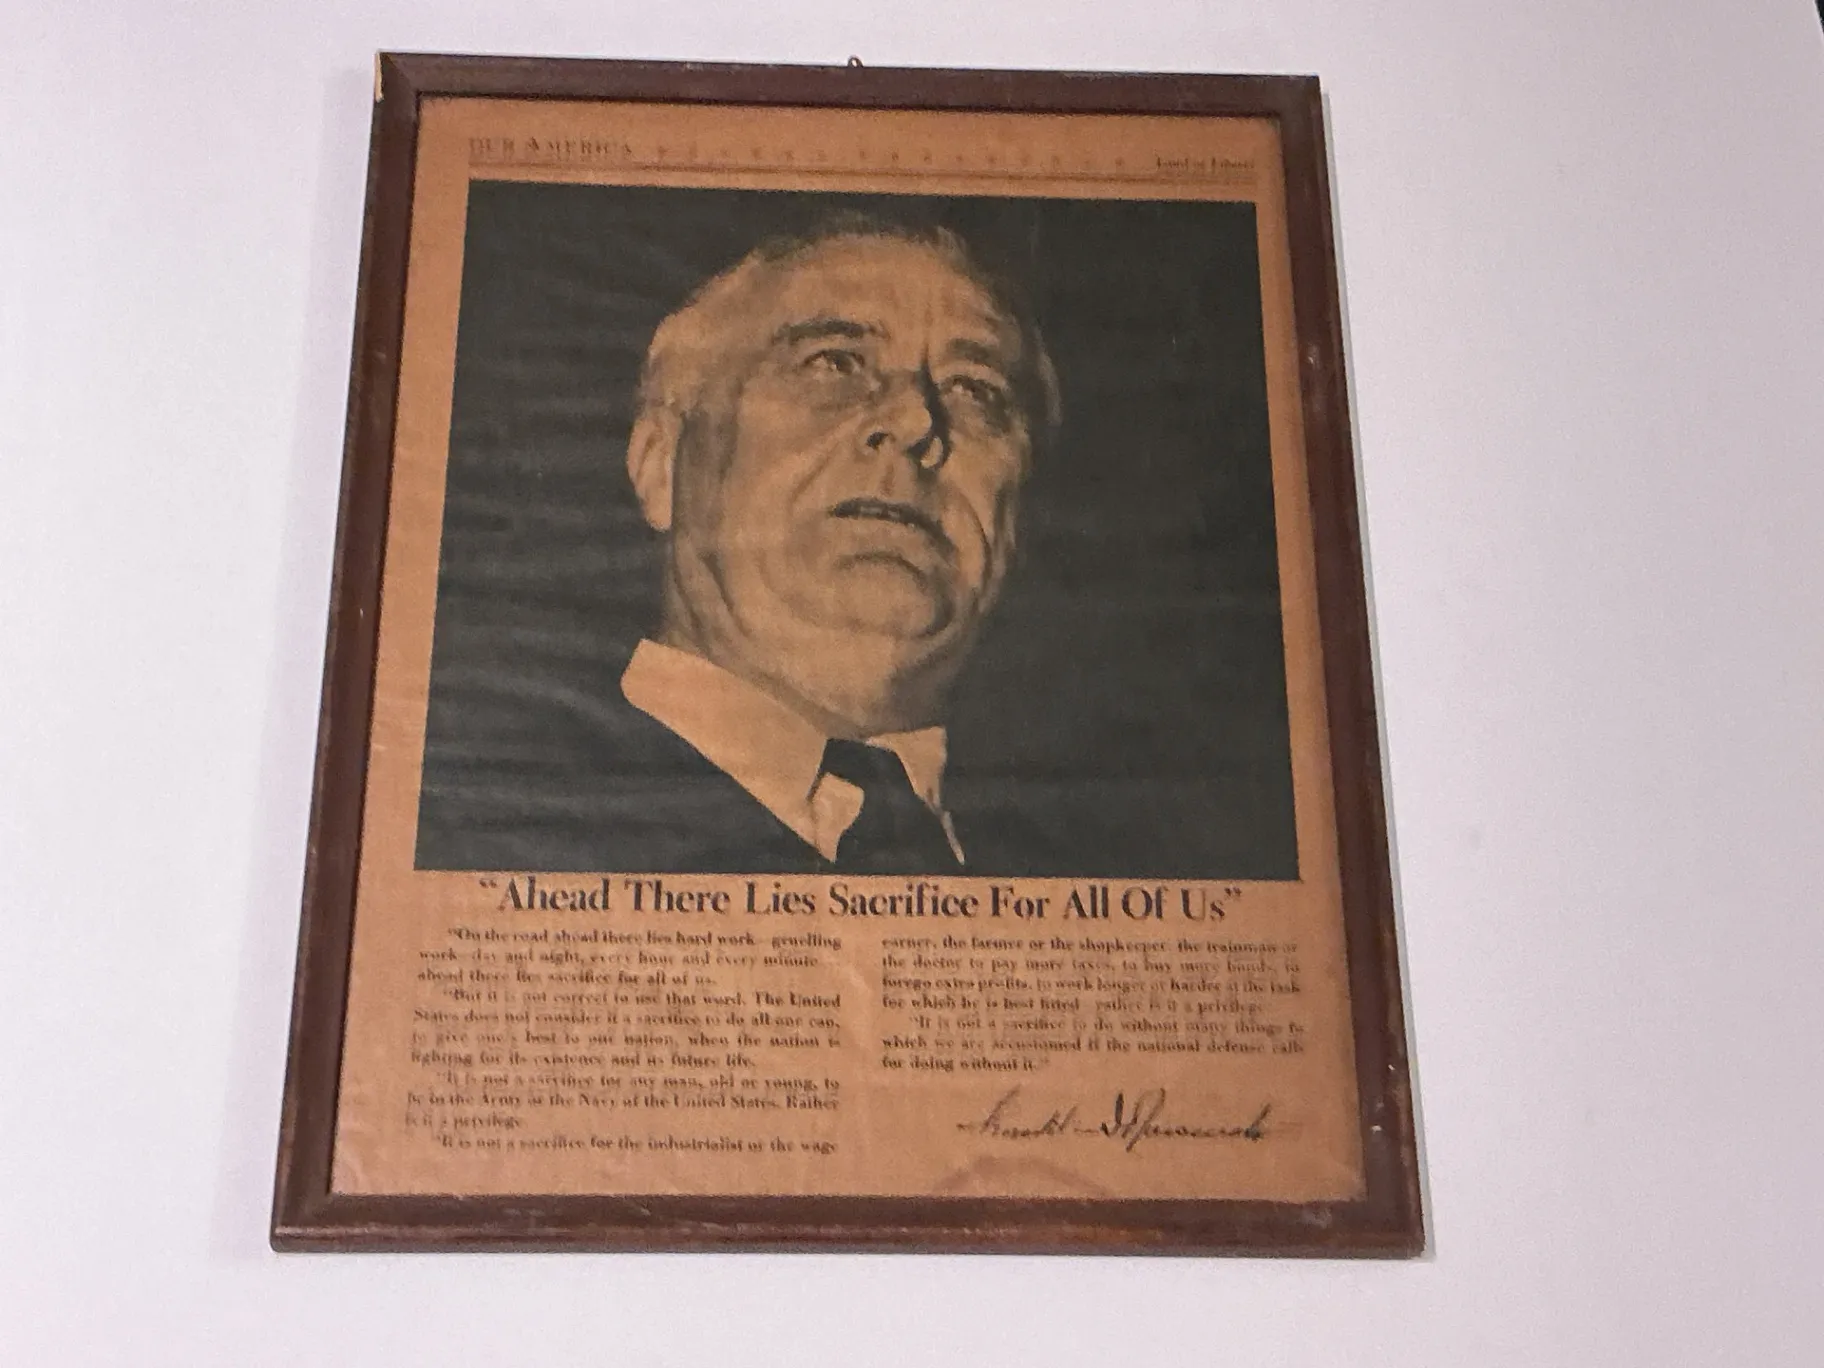 OUR AMERICA
Land of Liberty
"Ahead There Lies Sacrifice For All Of Us"
"On the road ahead there lies hard work—gruelling
work—day and night, every hour and every minute
ahead there lies sacrifice for all of us.
"But it is not correct to use that word. The United
States does not consider it a sacrifice to do all one can,
to give one's best to our nation, when the nation is
fighting for its existence and its future life.
"It is not a sacrifice for any man, old or young, to
be in the Army or the Navy of the United States. Rather
is it a privilege.
"It is not a sacrifice for the industrialist or the wage
earner, the farmer or the shopkeeper, the trainman or
the doctor to pay more taxes, to buy more bonds, to
forego extra profits, to work longer or harder at the task
for which he is best fitted—rather is it a privilege.
"It is not a sacrifice to do without many things to
which we are accustomed if the national defense calls
for doing without it."
Franklin D Roosevelt